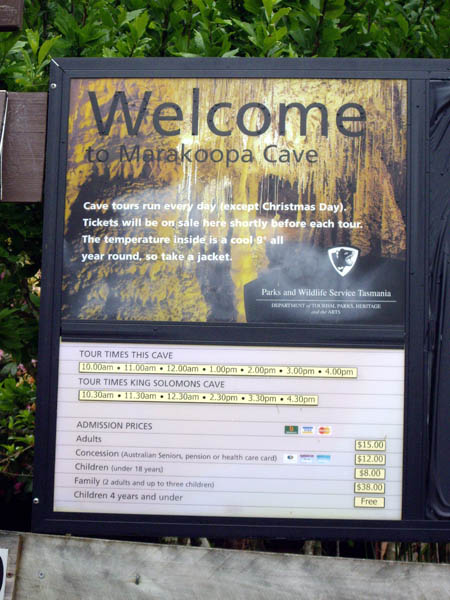 Welcome
to Marakoopa Cave
Cave tours run every day (except Christmas Day).
Tickets will be on sale here shortly before each tour.
The temperature inside is a cool 9° all
year round, so take a jacket.
Parks and Wildlife Service Tasmania
DEPARTMENT of TOURISM, PARKS, HERITAGE
and the ARTS
TOUR TIMES THIS CAVE
10.00am • 11.00am • 12.00am • 1.00pm • 2.00pm • 3.00pm • 4.00pm
TOUR TIMES KING SOLOMONS CAVE
10.30am • 11.30am • 12.30am • 2.30pm • 3.30pm • 4.30pm
ADMISSION PRICES
Adults $15.00
Concession (Australian Seniors, pension or health care card) $12.00
Children (under 18 years) $8.00
Family (2 adults and up to three children) $38.00
Children 4 years and under Free